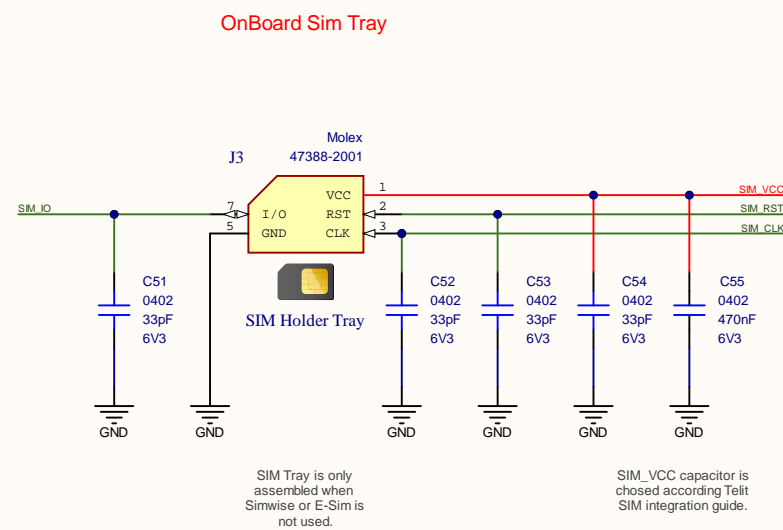 OnBoard Sim Tray
Molex
J3 47388-2001
VCC 1 SIM_VCC
SIM_IO 7 I/O RST 2 SIM_RST
5 GND CLK 3 SIM_CLK
SIM Holder Tray
C51
0402
33pF
6V3
C52
0402
33pF
6V3
C53
0402
33pF
6V3
C54
0402
33pF
6V3
C55
0402
470nF
6V3
GND GND GND GND GND GND
SIM Tray is only
assembled when
Simwise or E-Sim is
not used.
SIM_VCC capacitor is
chosed according Telit
SIM integration guide.